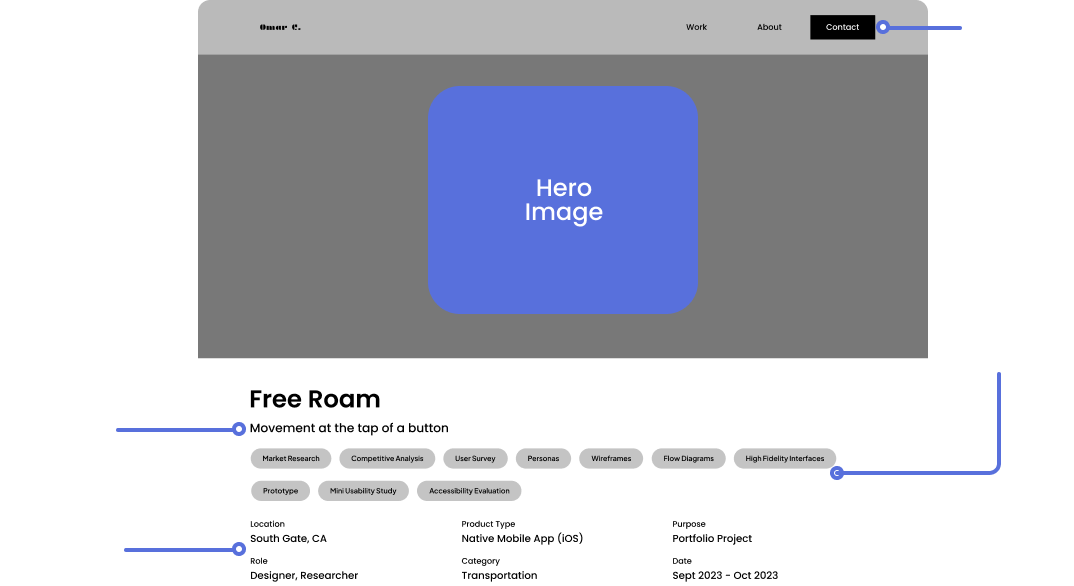 Omar C.
Work
About
Contact
Hero
Image
Free Roam
Movement at the tap of a button
Market Research
Competitive Analysis
User Survey
Personas
Wireframes
Flow Diagrams
High Fidelity Interfaces
Prototype
Mini Usability Study
Accessibility Evaluation
Location
Product Type
Purpose
South Gate, CA
Native Mobile App (iOS)
Portfolio Project
Role
Category
Date
Designer, Researcher
Transportation
Sept 2023 - Oct 2023